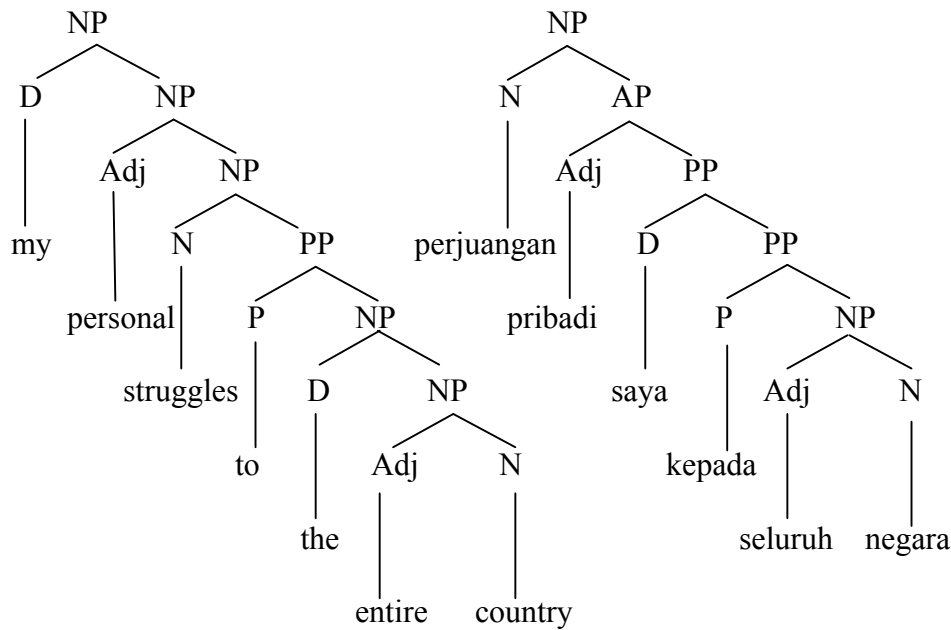 NP NP
D NP N AP
Adj NP Adj PP
my N PP perjuangan D PP
personal P NP pribadi P NP
struggles D NP saya Adj N
to Adj N kepada
the seluruh negara
entire country